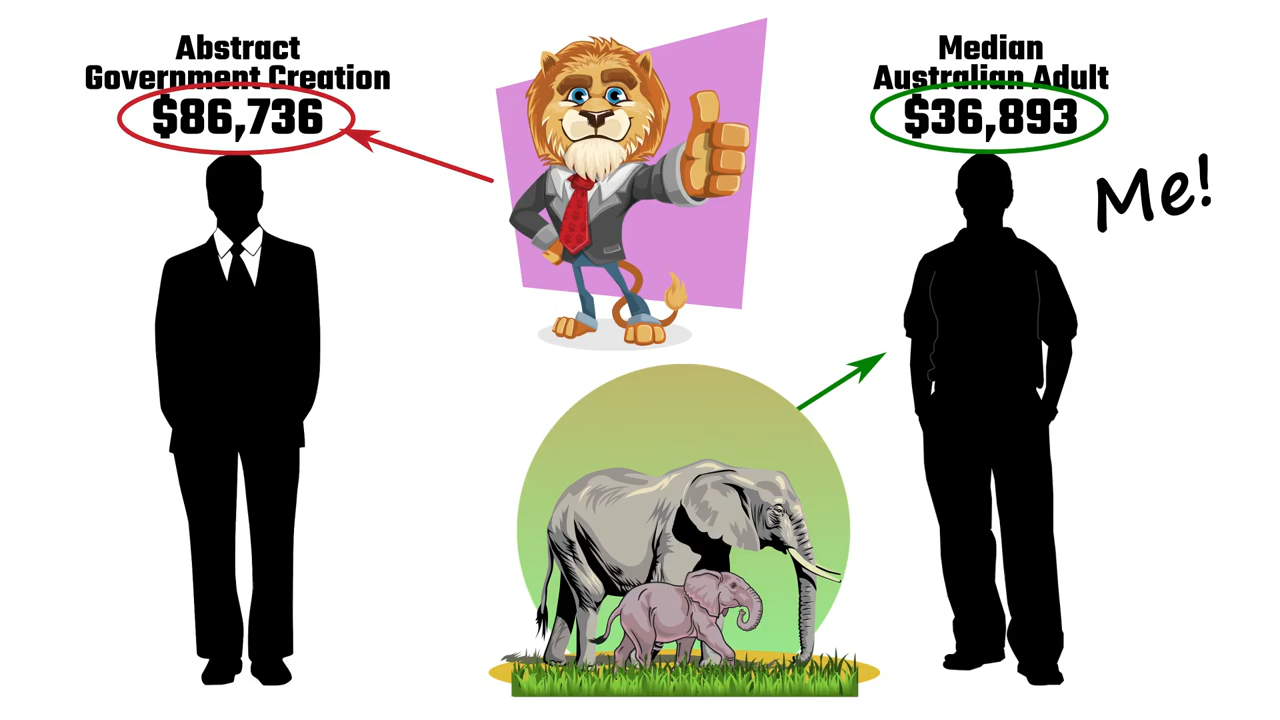 Abstract
Government Creation
$86,736
Median
Australian Adult
$36,893
Me!